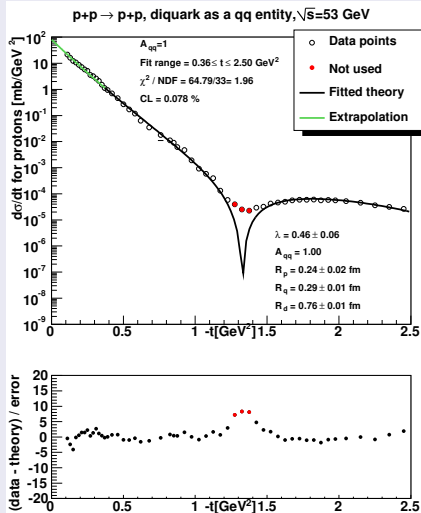 p+p → p+p, diquark as a qq entity,√s=53 GeV
dσ/dt for protons [mb/GeV²]
10²
10
1
10⁻¹
10⁻²
10⁻³
10⁻⁴
10⁻⁵
10⁻⁶
10⁻⁷
10⁻⁸
10⁻⁹
A_qq=1
Fit range = 0.36≤ t ≤ 2.50 GeV²
χ² / NDF = 64.79/33= 1.96
CL = 0.078 %
Data points
Not used
Fitted theory
Extrapolation
λ = 0.46 ± 0.06
A_qq = 1.00
R_p = 0.24 ± 0.02 fm
R_q = 0.29 ± 0.01 fm
R_d = 0.76 ± 0.01 fm
0 0.5 1 1.5 2 2.5
-t[GeV²]
(data - theory) / error
20
15
10
5
0
-5
-10
-15
-20
0 0.5 1 1.5 2 2.5
-t[GeV²]